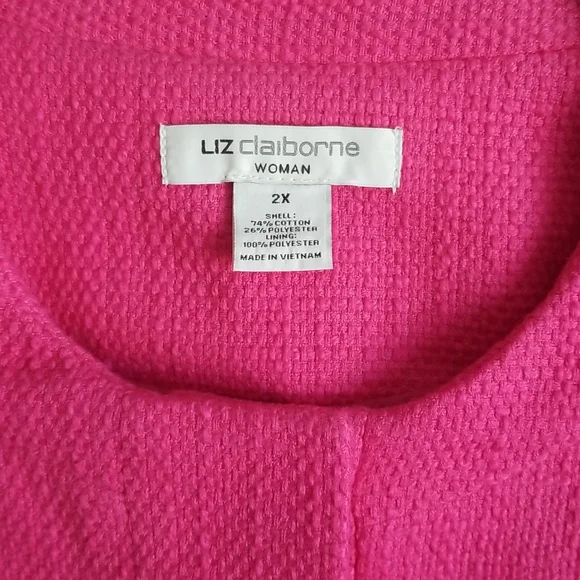 LIZ claiborne
WOMAN
2X
SHELL:
74% COTTON
26% POLYESTER
LINING:
100% POLYESTER
MADE IN VIETNAM